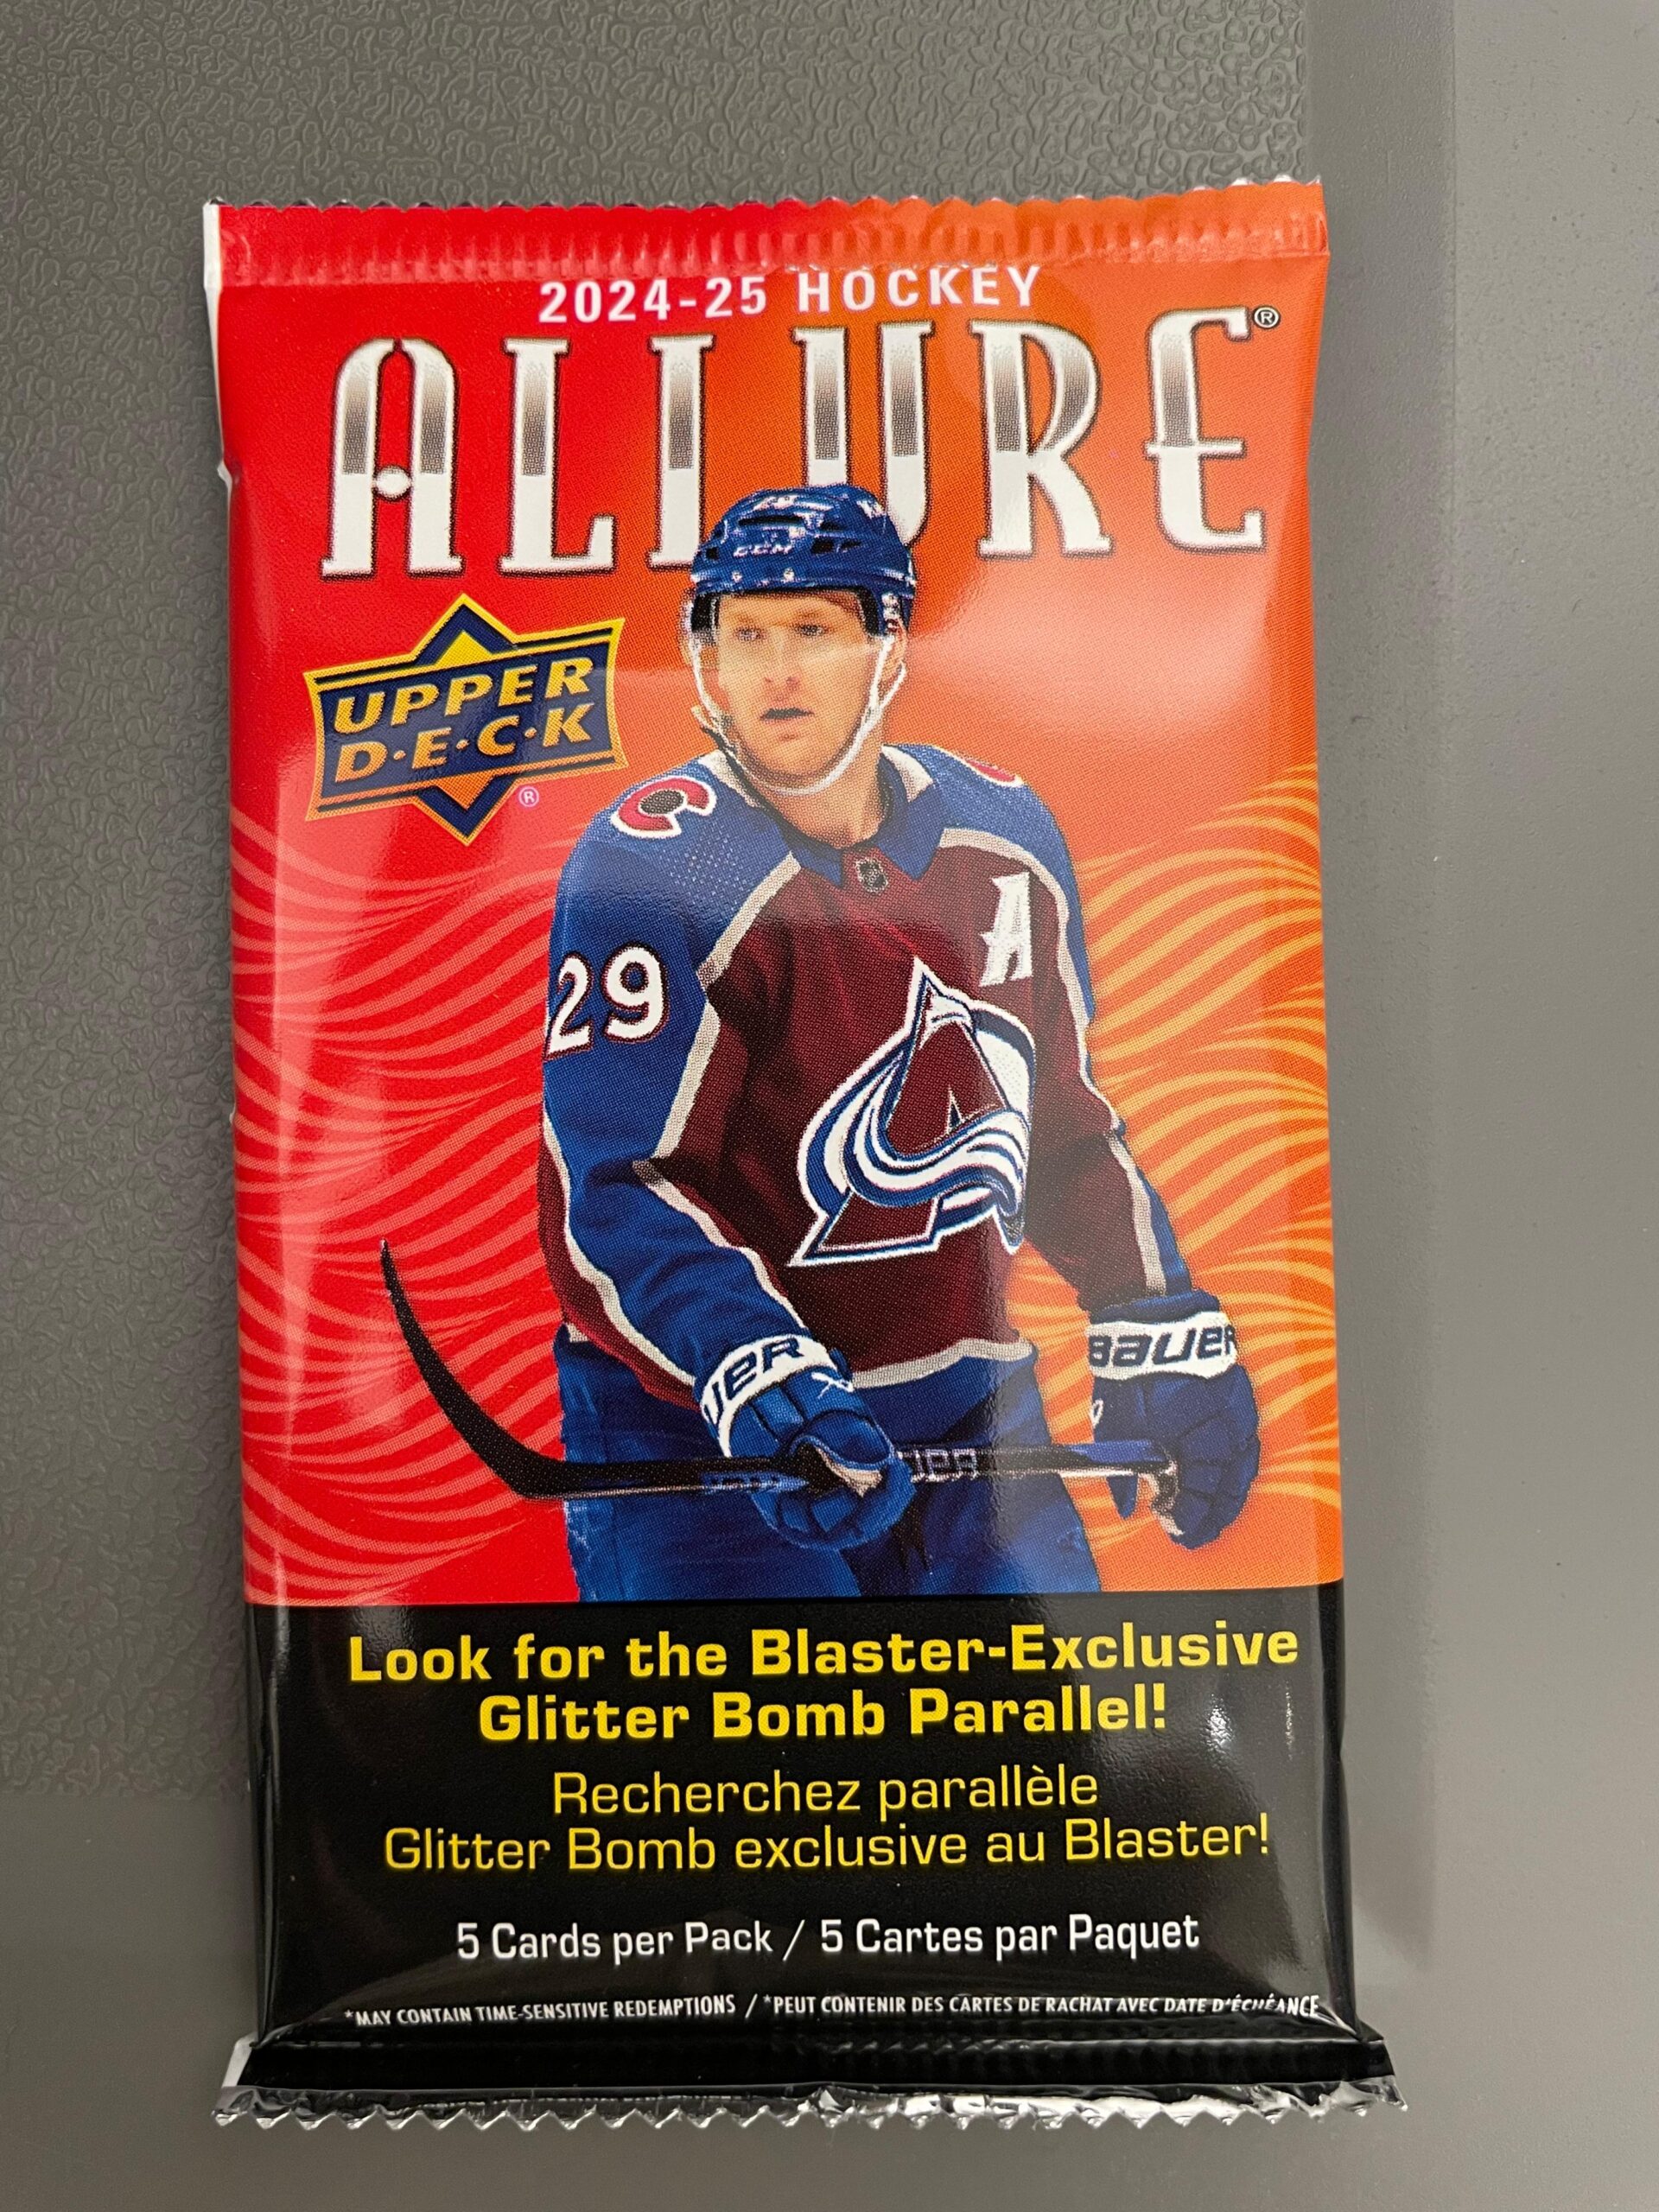 2024-25 HOCKEY
ALLURE®
UPPER
D·E·C·K
®
CCM
A
29
BAUER
Look for the Blaster-Exclusive
Glitter Bomb Parallel!
Recherchez parallèle
Glitter Bomb exclusive au Blaster!
5 Cards per Pack / 5 Cartes par Paquet
*MAY CONTAIN TIME-SENSITIVE REDEMPTIONS / *PEUT CONTENIR DES CARTES DE RACHAT AVEC DATE D'ÉCHÉANCE